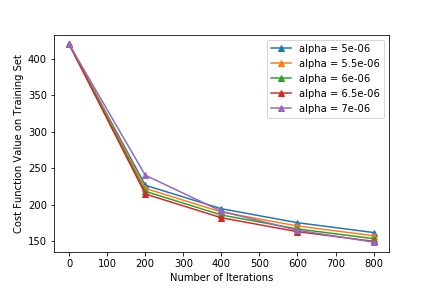 400
350
300
250
200
150
Cost Function Value on Training Set
alpha = 5e-06
alpha = 5.5e-06
alpha = 6e-06
alpha = 6.5e-06
alpha = 7e-06
0 100 200 300 400 500 600 700 800
Number of Iterations